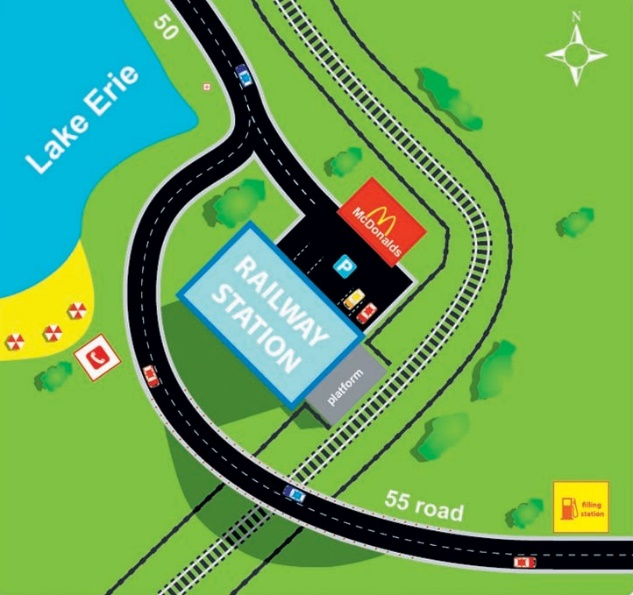 N
50
Lake Erie
McDonalds
P
RAILWAY
STATION
platform
55 road
filling
station